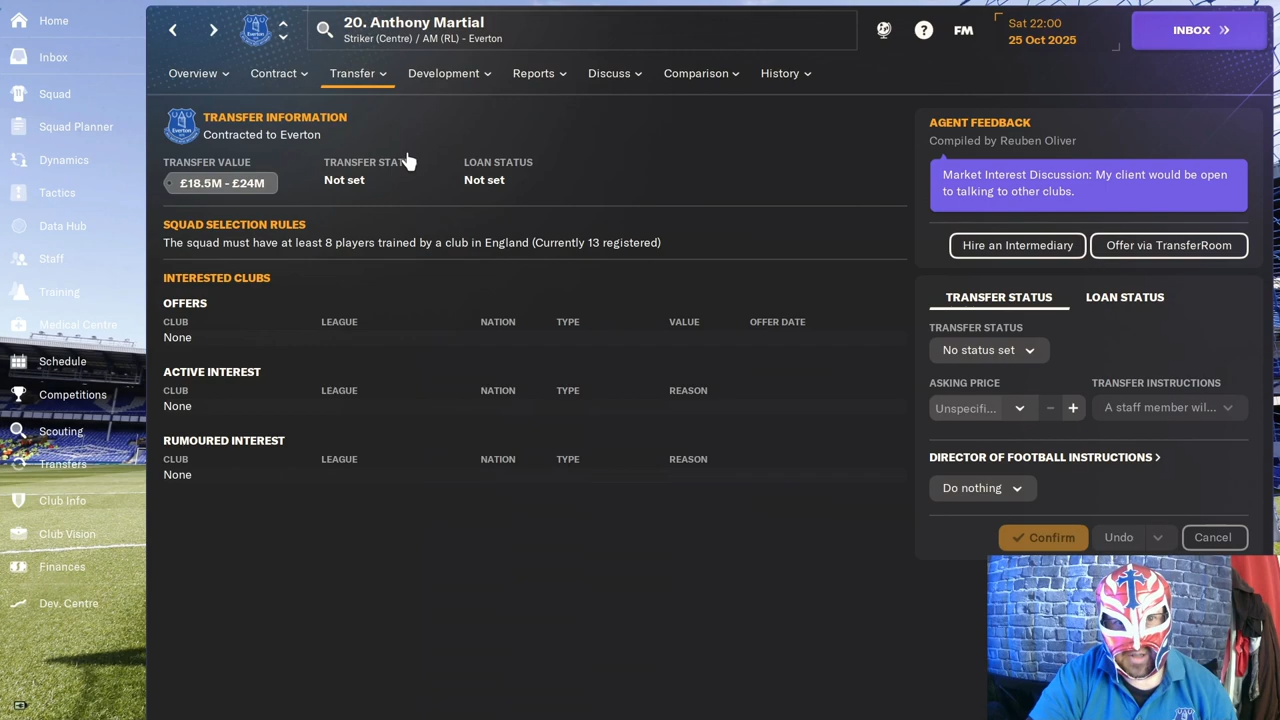 Home
Inbox
Squad
Squad Planner
Dynamics
Tactics
Data Hub
Staff
Training
Medical Centre
Schedule
Competitions
Scouting
Transfers
Club Info
Club Vision
Finances
Dev. Centre
20. Anthony Martial
Striker (Centre) / AM (RL) - Everton
FM
Sat 22:00
25 Oct 2025
INBOX
Overview
Contract
Transfer
Development
Reports
Discuss
Comparison
History
Everton
TRANSFER INFORMATION
Contracted to Everton
TRANSFER VALUE
£18.5M - £24M
TRANSFER
Not set
LOAN STATUS
Not set
SQUAD SELECTION RULES
The squad must have at least 8 players trained by a club in England (Currently 13 registered)
INTERESTED CLUBS
OFFERS
CLUB LEAGUE NATION TYPE VALUE OFFER DATE
None
ACTIVE INTEREST
CLUB LEAGUE NATION TYPE REASON
None
RUMOURED INTEREST
CLUB LEAGUE NATION TYPE REASON
None
AGENT FEEDBACK
Compiled by Reuben Oliver
Market Interest Discussion: My client would be open
to talking to other clubs.
Hire an Intermediary
Offer via TransferRoom
TRANSFER STATUS
LOAN STATUS
TRANSFER STATUS
No status set
ASKING PRICE
Unspecifi...
TRANSFER INSTRUCTIONS
A staff member wil...
DIRECTOR OF FOOTBALL INSTRUCTIONS >
Do nothing
Confirm
Undo
Cancel